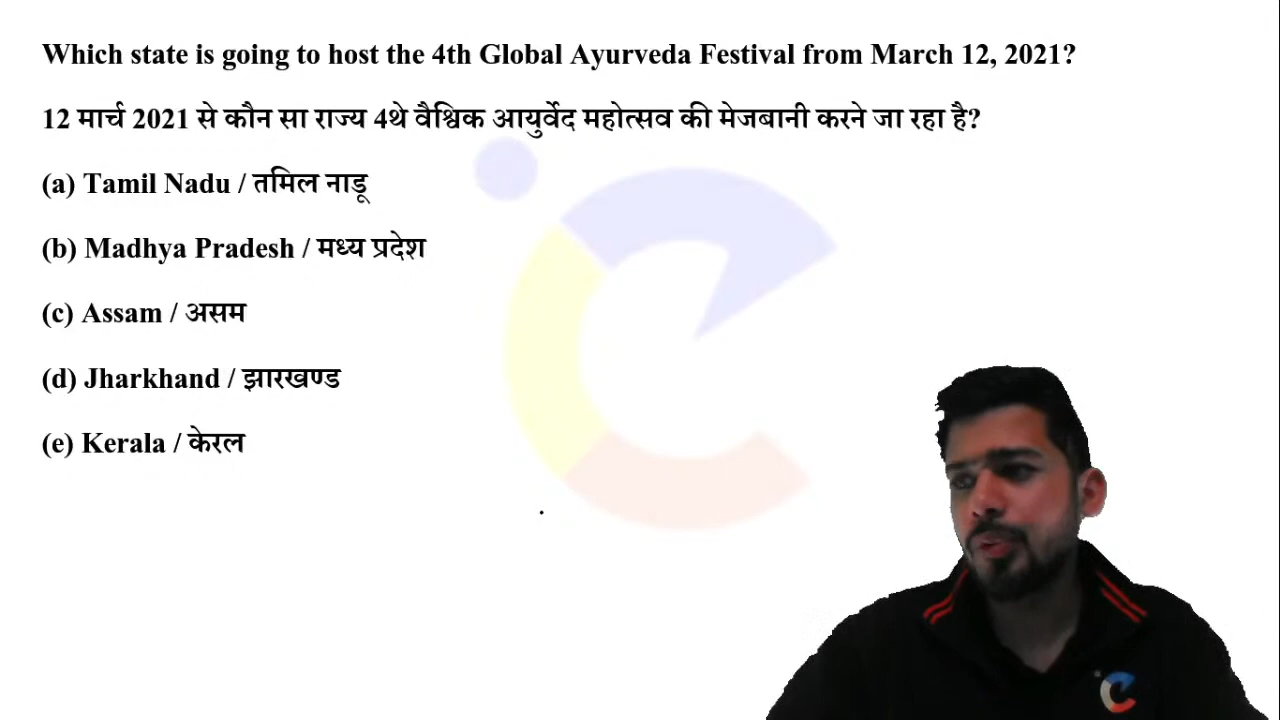 Which state is going to host the 4th Global Ayurveda Festival from March 12, 2021?
12 मार्च 2021 से कौन सा राज्य 4थे वैश्विक आयुर्वेद महोत्सव की मेजबानी करने जा रहा है?
(a) Tamil Nadu / तमिल नाडू
(b) Madhya Pradesh / मध्य प्रदेश
(c) Assam / असम
(d) Jharkhand / झारखण्ड
(e) Kerala / केरल